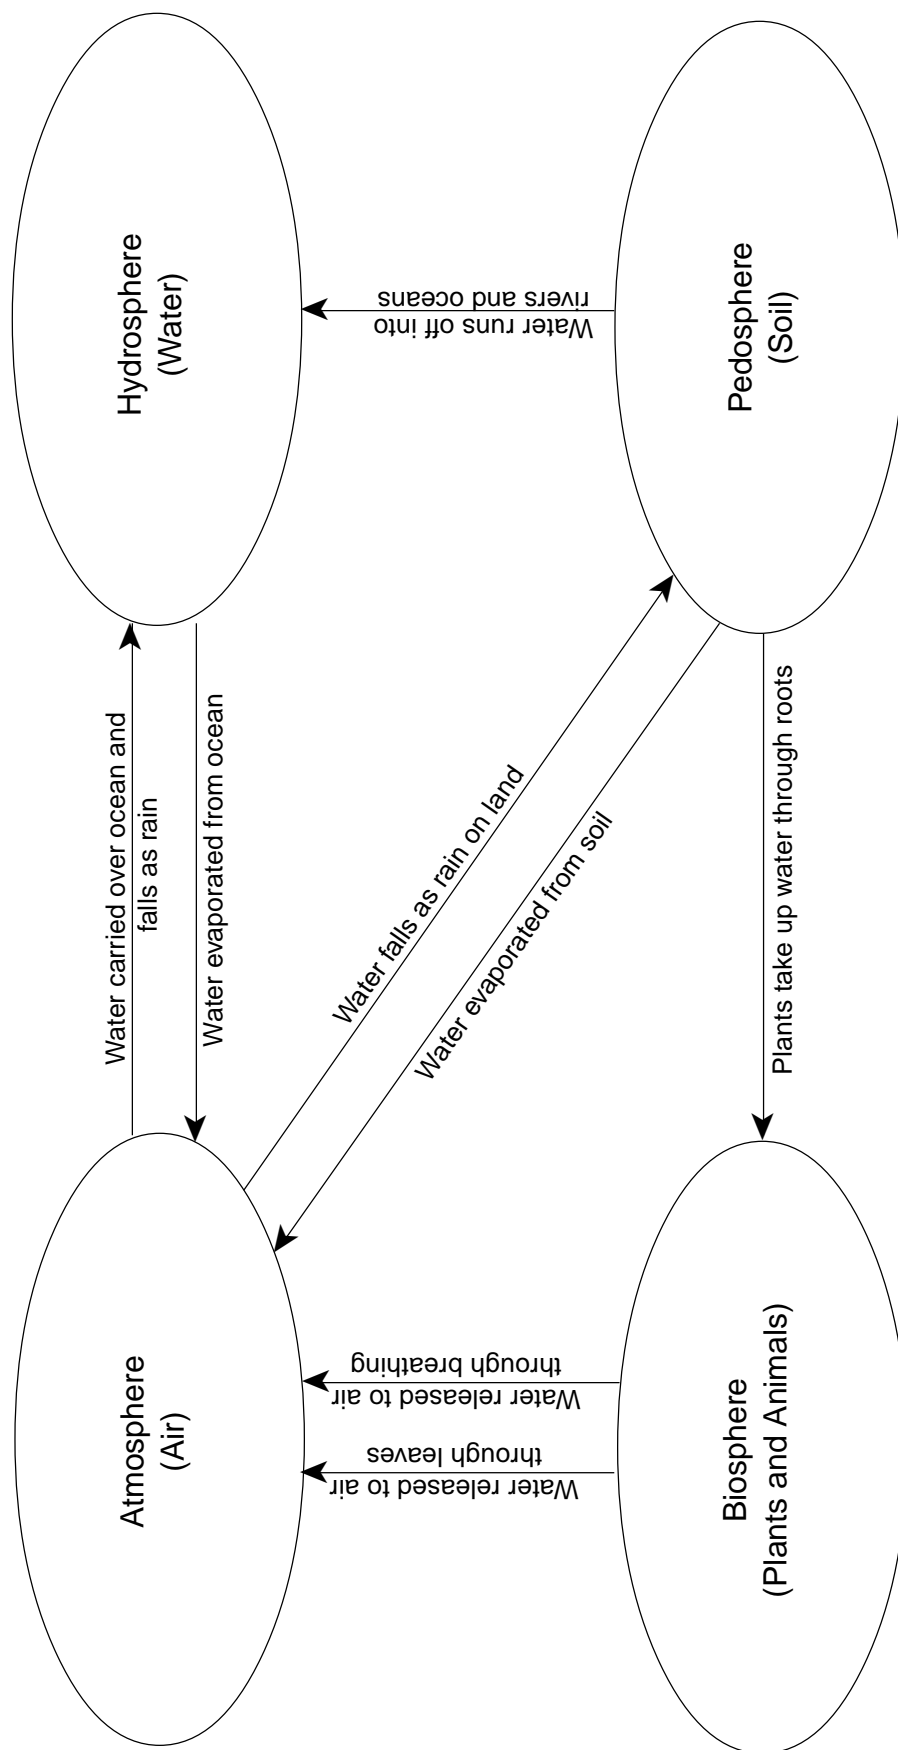 Atmosphere
(Air)
Water carried over ocean and
falls as rain
Water evaporated from ocean
Hydrosphere
(Water)
Water falls as rain on land
Water evaporated from soil
Water released to air
through leaves
Water released to air
through breathing
Water runs off into
rivers and oceans
Biosphere
(Plants and Animals)
Plants take up water through roots
Pedosphere
(Soil)